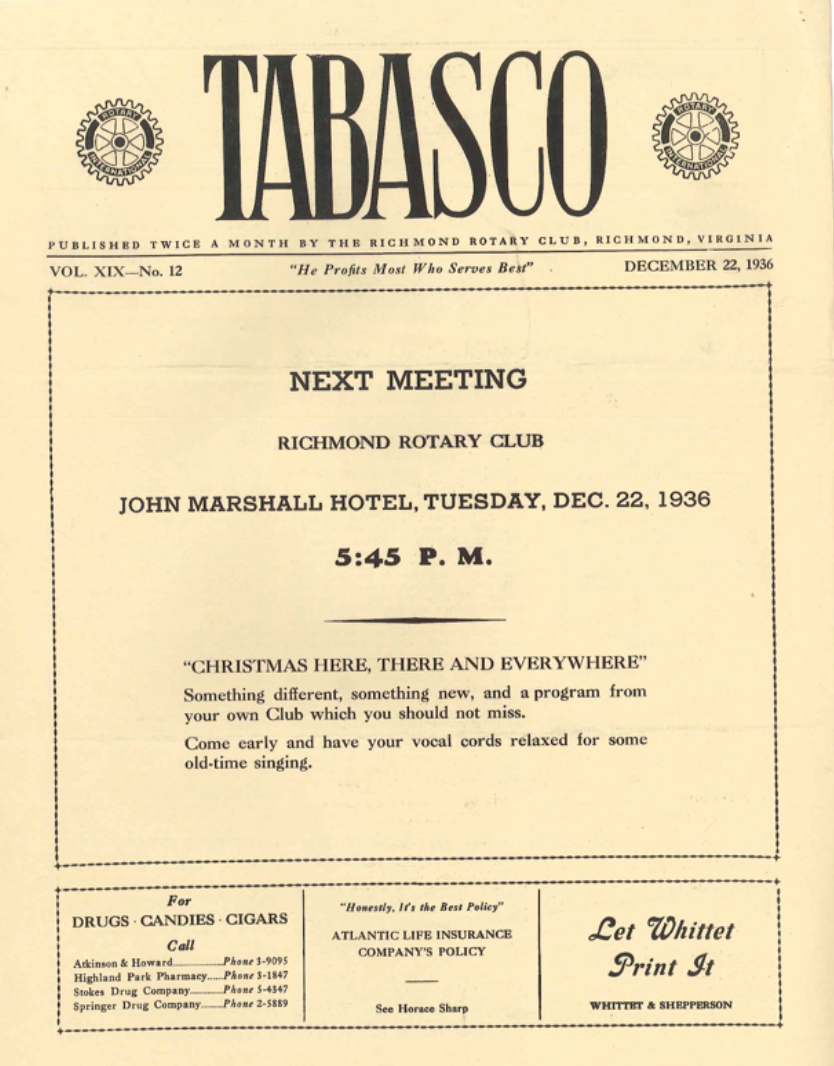 TABASCO
ROTARY
INTERNATIONAL
ROTARY
INTERNATIONAL
PUBLISHED TWICE A MONTH BY THE RICHMOND ROTARY CLUB, RICHMOND, VIRGINIA
VOL. XIX—No. 12 "He Profits Most Who Serves Best" DECEMBER 22, 1936
NEXT MEETING
RICHMOND ROTARY CLUB
JOHN MARSHALL HOTEL, TUESDAY, DEC. 22, 1936
5:45 P. M.
"CHRISTMAS HERE, THERE AND EVERYWHERE"
Something different, something new, and a program from
your own Club which you should not miss.
Come early and have your vocal cords relaxed for some
old-time singing.
For
DRUGS · CANDIES · CIGARS
Call
Atkinson & Howard...............Phone 3-9095
Highland Park Pharmacy.....Phone 3-1847
Stokes Drug Company..........Phone 5-4347
Springer Drug Company.......Phone 2-5889
"Honestly, It's the Best Policy"
ATLANTIC LIFE INSURANCE
COMPANY'S POLICY
See Horace Sharp
Let Whittet
Print It
WHITTET & SHEPPERSON